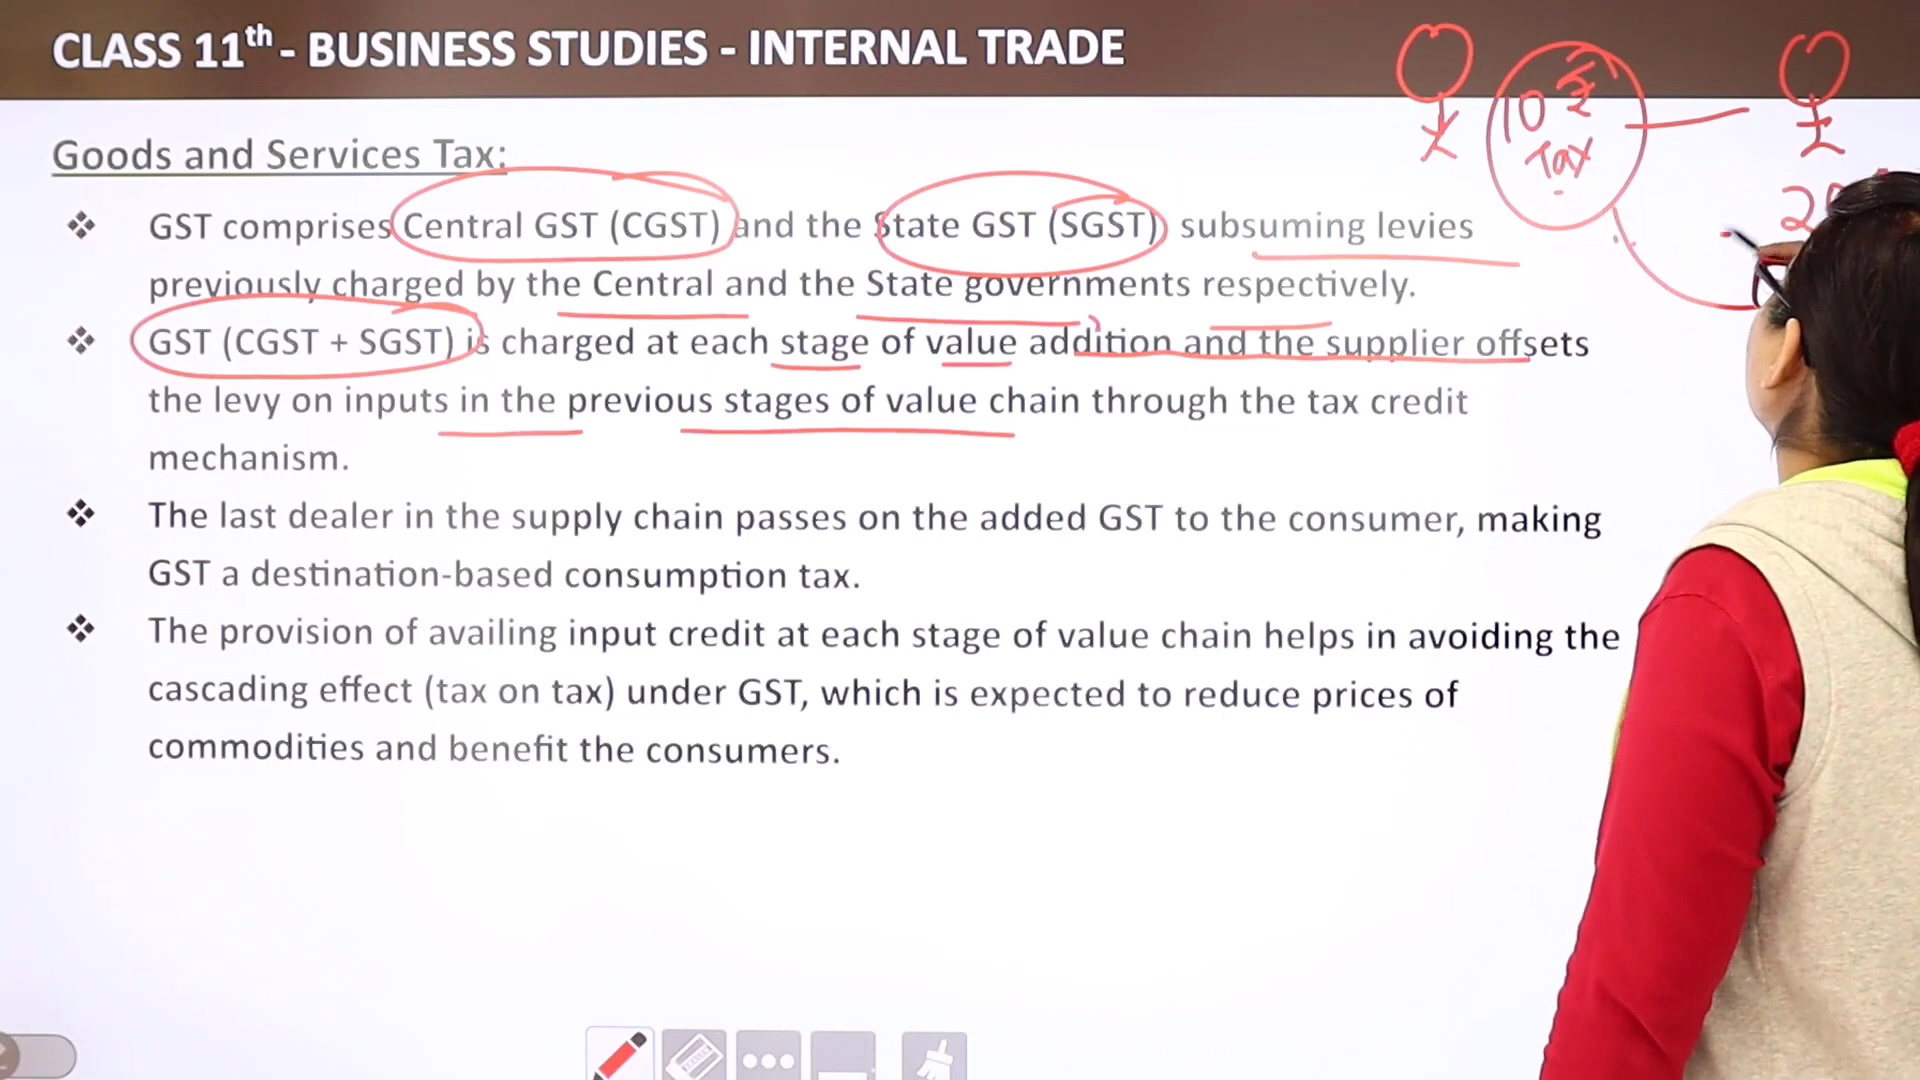 CLASS 11th - BUSINESS STUDIES - INTERNAL TRADE
10 ₹
Tax
Goods and Services Tax:
❖ GST comprises Central GST (CGST) and the State GST (SGST) subsuming levies
previously charged by the Central and the State governments respectively.
❖ GST (CGST + SGST) is charged at each stage of value addition and the supplier offsets
the levy on inputs in the previous stages of value chain through the tax credit
mechanism.
❖ The last dealer in the supply chain passes on the added GST to the consumer, making
GST a destination-based consumption tax.
❖ The provision of availing input credit at each stage of value chain helps in avoiding the
cascading effect (tax on tax) under GST, which is expected to reduce prices of
commodities and benefit the consumers.